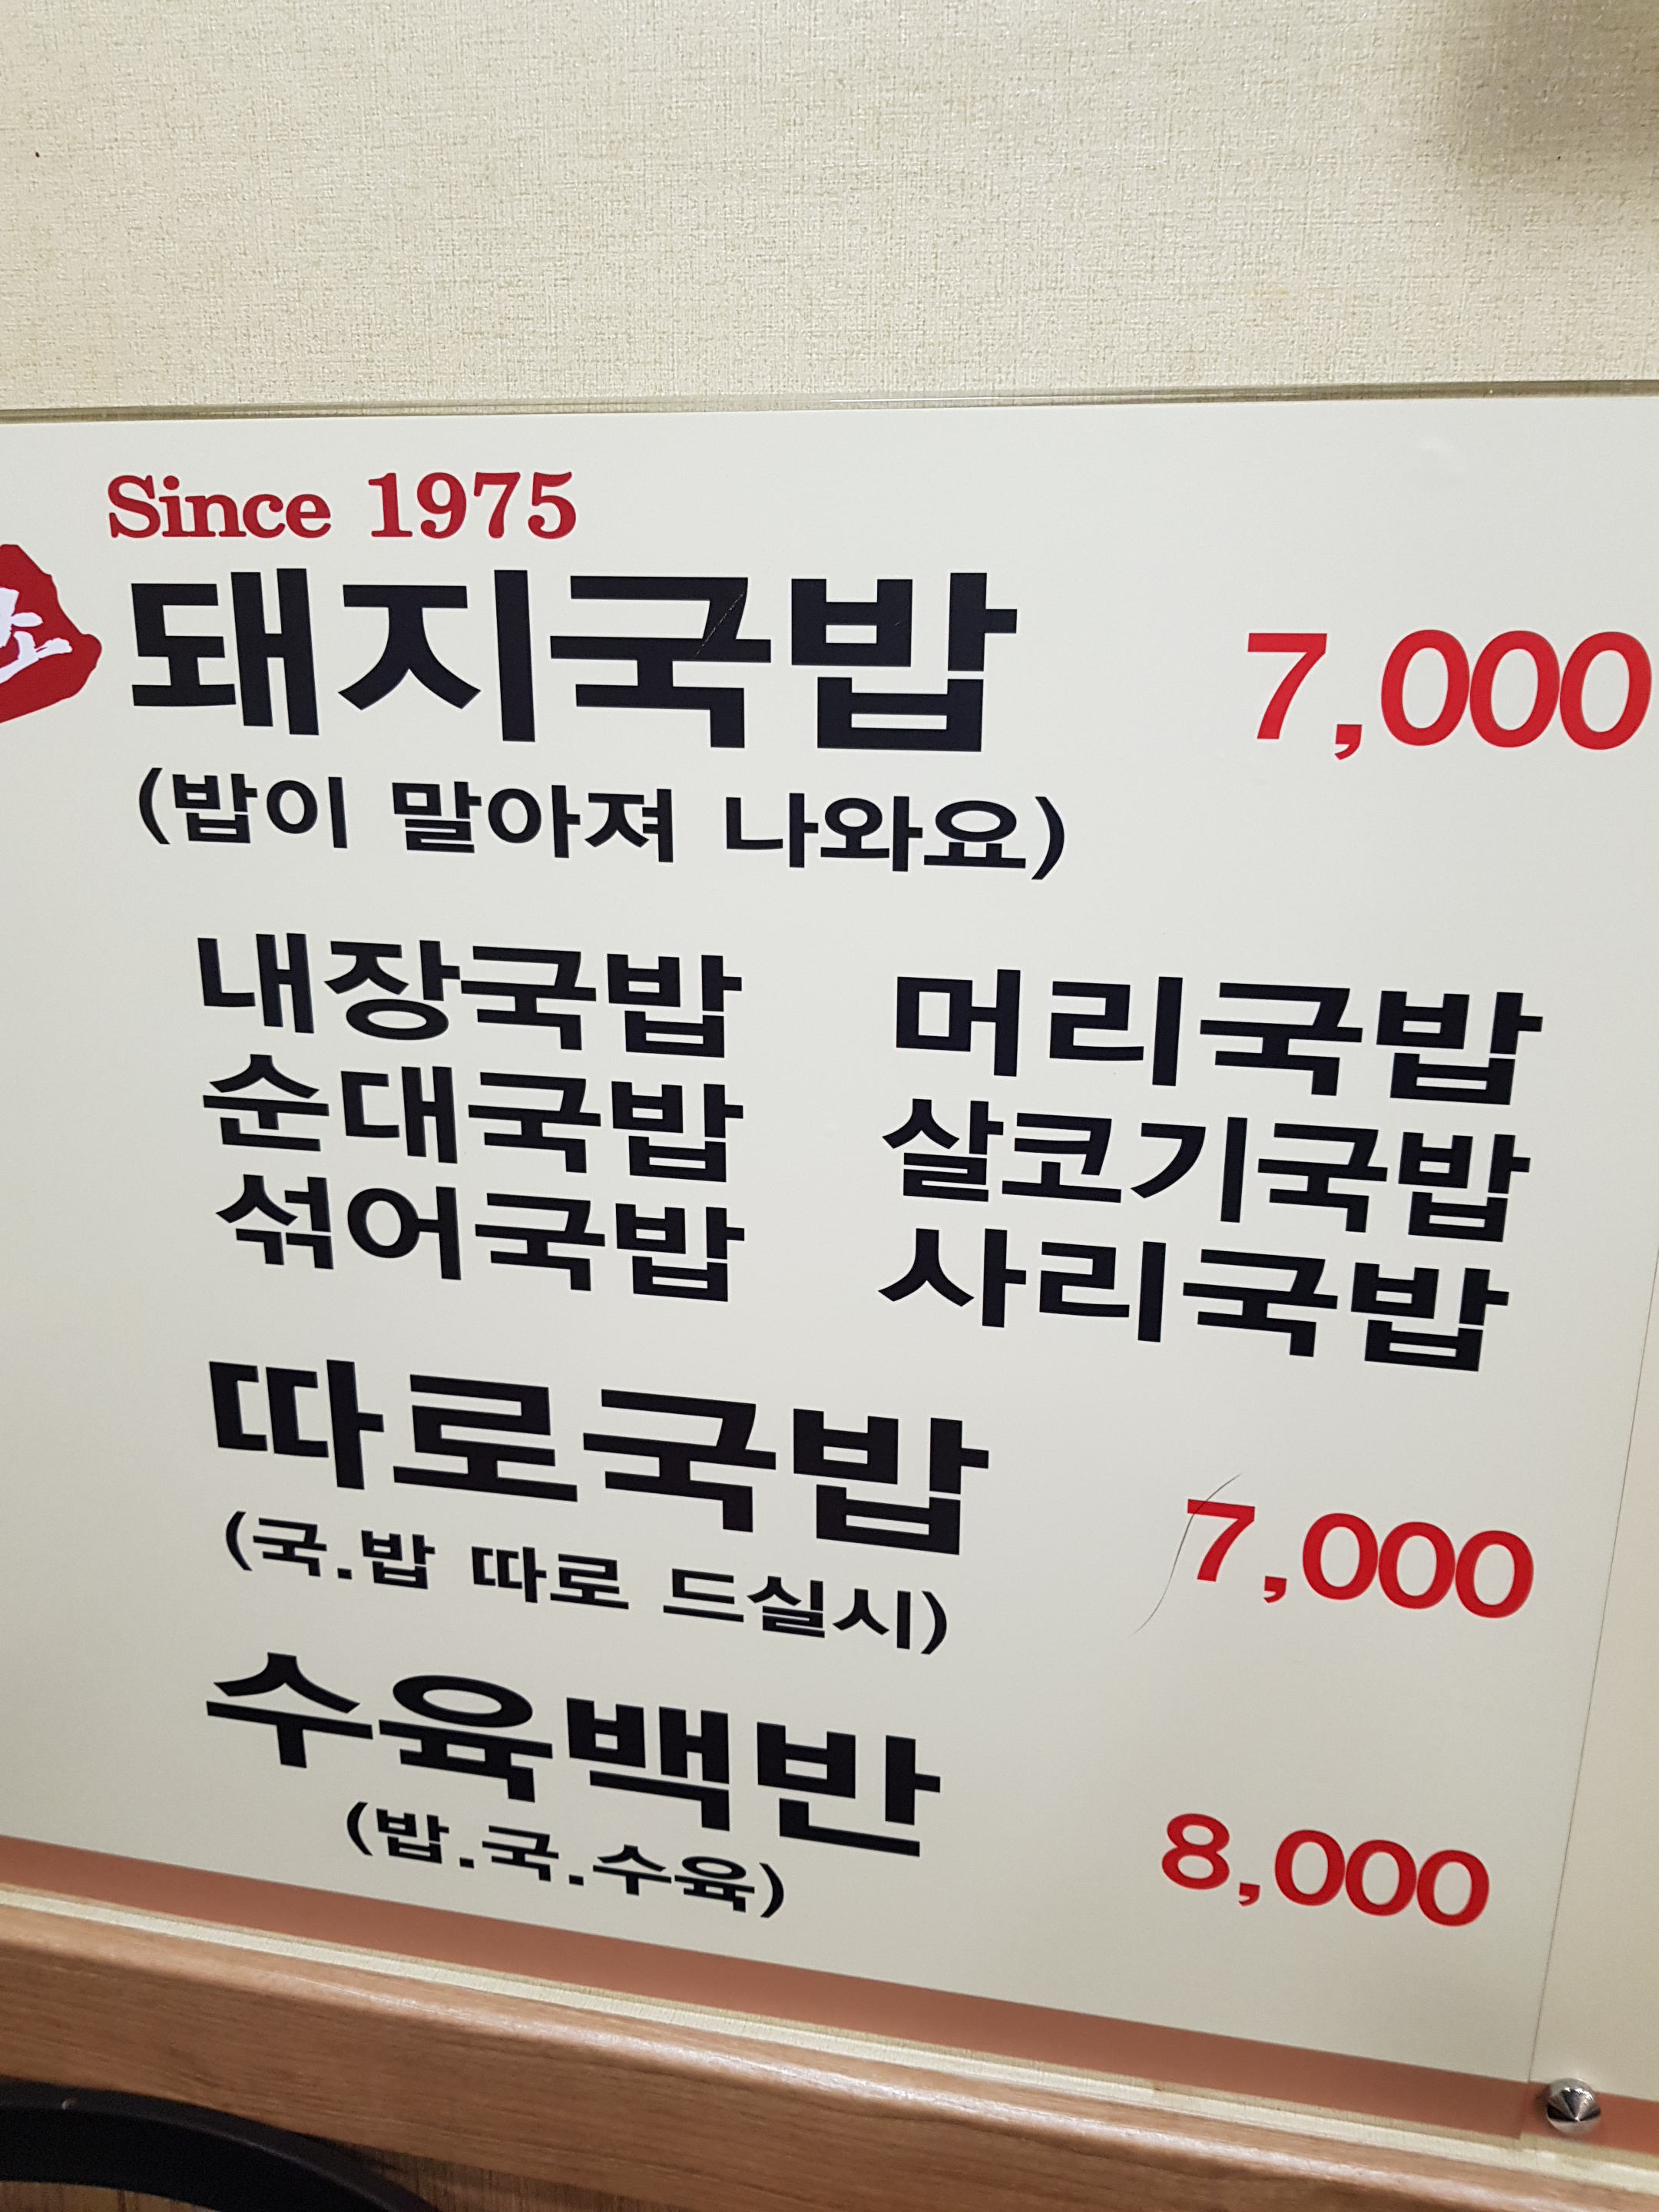 Since 1975
돼지국밥 7,000
(밥이 말아져 나와요)
내장국밥 머리국밥
순대국밥 살코기국밥
섞어국밥 사리국밥
따로국밥 7,000
(국.밥 따로 드실시)
수육백반 8,000
(밥.국.수육)